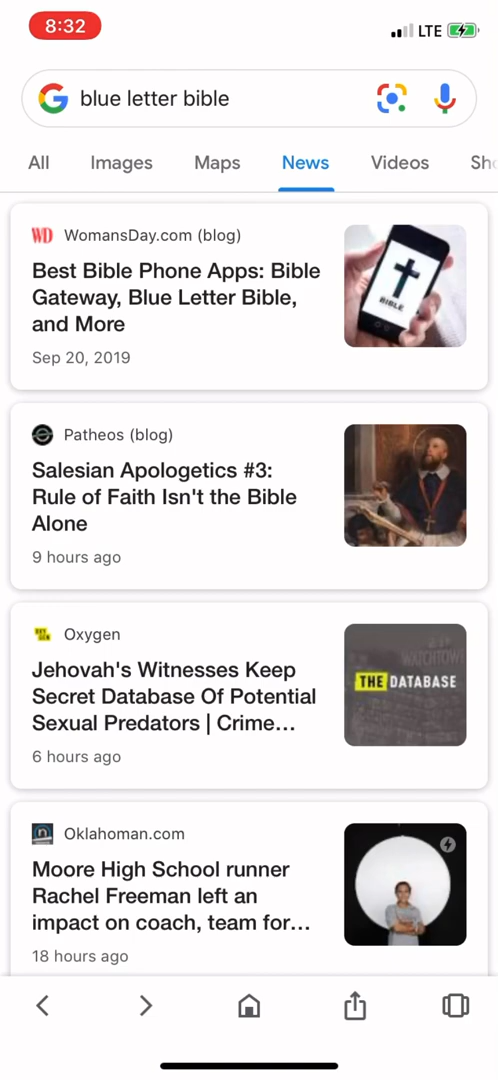 8:32
LTE
blue letter bible
All Images Maps News Videos Sho
WD WomansDay.com (blog)
Best Bible Phone Apps: Bible
Gateway, Blue Letter Bible,
and More
Sep 20, 2019
BIBLE
Patheos (blog)
Salesian Apologetics #3:
Rule of Faith Isn't the Bible
Alone
9 hours ago
OXY
GEN
Oxygen
Jehovah's Witnesses Keep
Secret Database Of Potential
Sexual Predators | Crime...
6 hours ago
WATCHTOW
THE DATABASE
Oklahoman.com
Moore High School runner
Rachel Freeman left an
impact on coach, team for...
18 hours ago